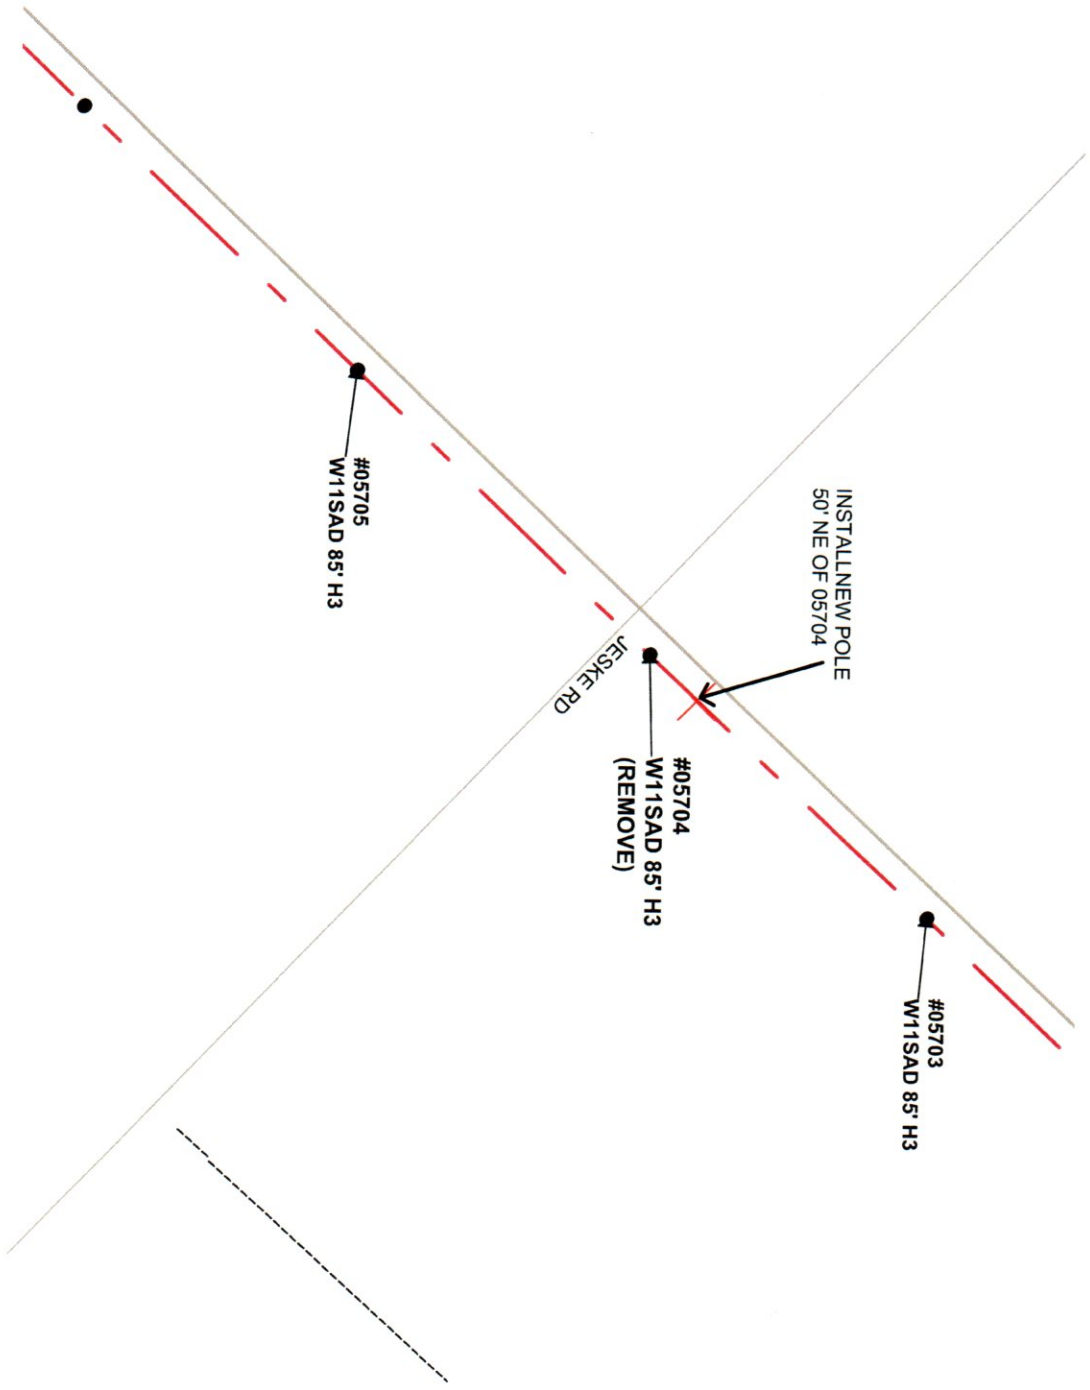 INSTALLNEW POLE
50' NE OF 05704
#05703
W11SAD 85' H3
#05704
W11SAD 85' H3
(REMOVE)
JESKE RD
#05705
W11SAD 85' H3